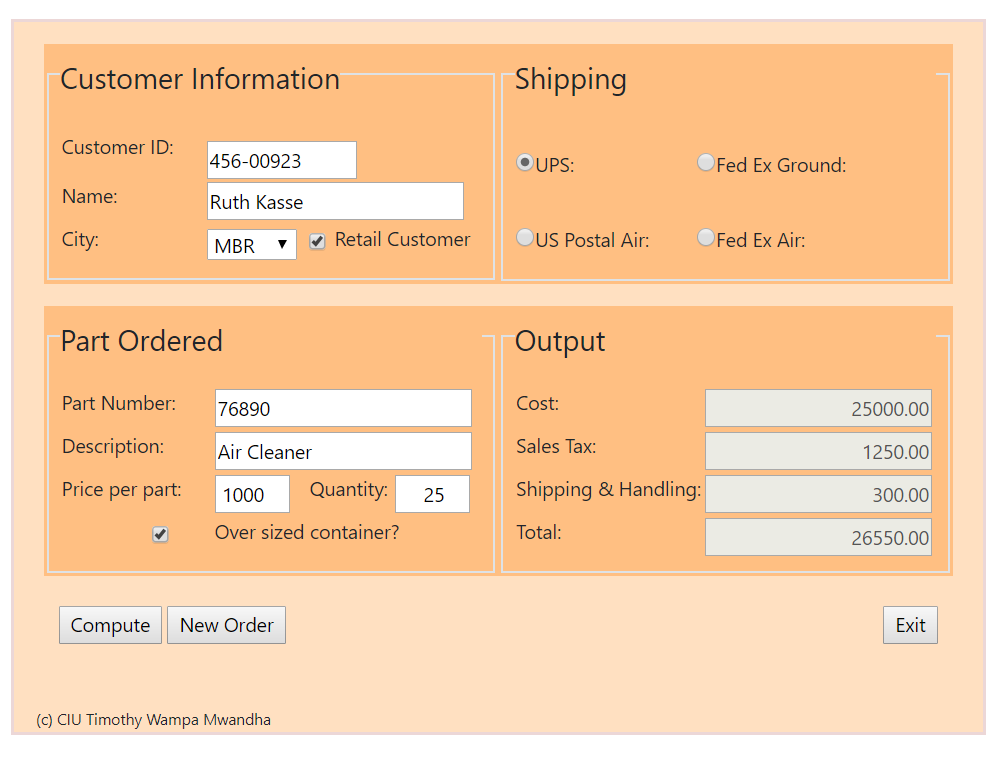 Customer Information
Customer ID: 456-00923
Name: Ruth Kasse
City: MBR Retail Customer
Shipping
UPS: Fed Ex Ground:
US Postal Air: Fed Ex Air:
Part Ordered
Part Number: 76890
Description: Air Cleaner
Price per part: 1000 Quantity: 25
Over sized container?
Output
Cost: 25000.00
Sales Tax: 1250.00
Shipping & Handling: 300.00
Total: 26550.00
Compute New Order Exit
(c) CIU Timothy Wampa Mwandha